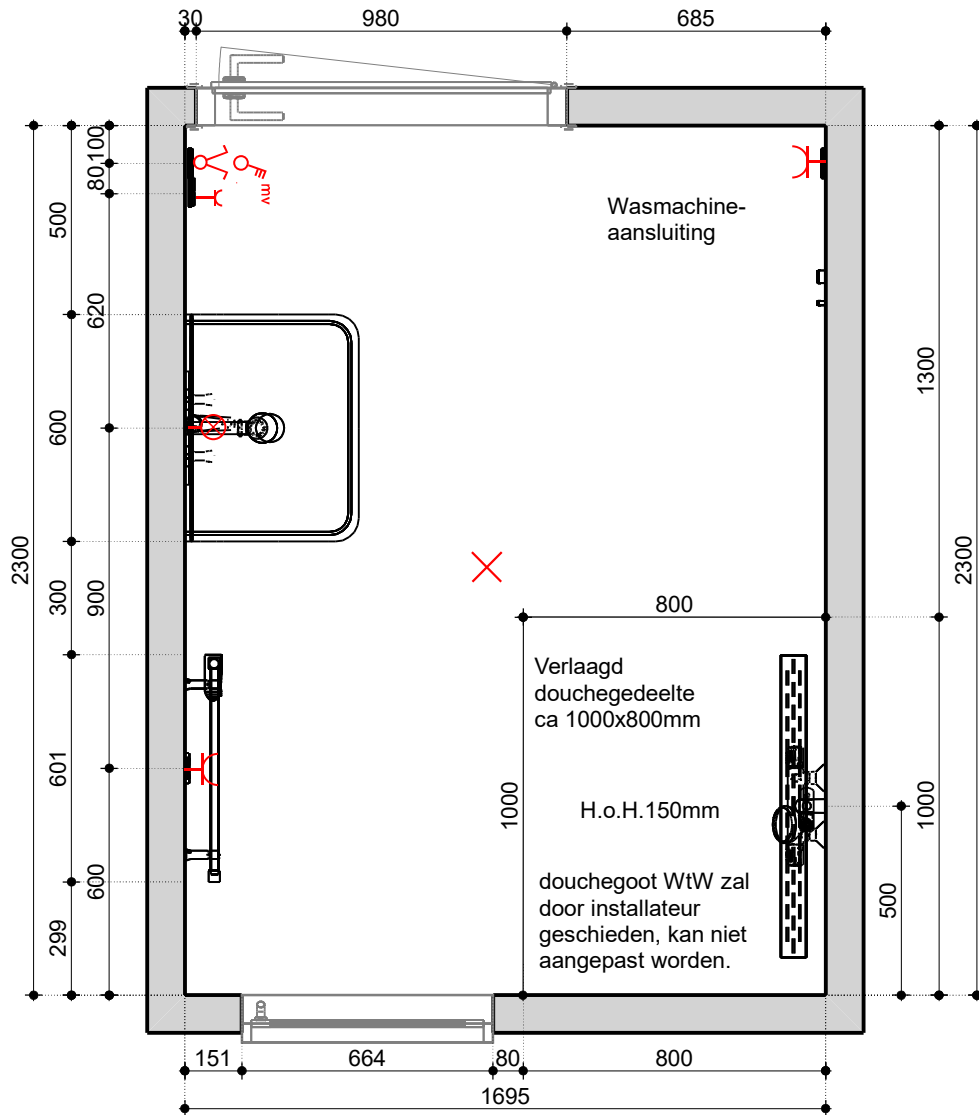 30
980
685
100
80
mv
500
Wasmachine-
aansluiting
620
1300
600
2300
300
900
2300
800
Verlaagd
douchegedeelte
ca 1000x800mm
601
1000
H.o.H.150mm
1000
600
500
douchegoot WtW zal
door installateur
geschieden, kan niet
aangepast worden.
299
151
664
80
800
1695